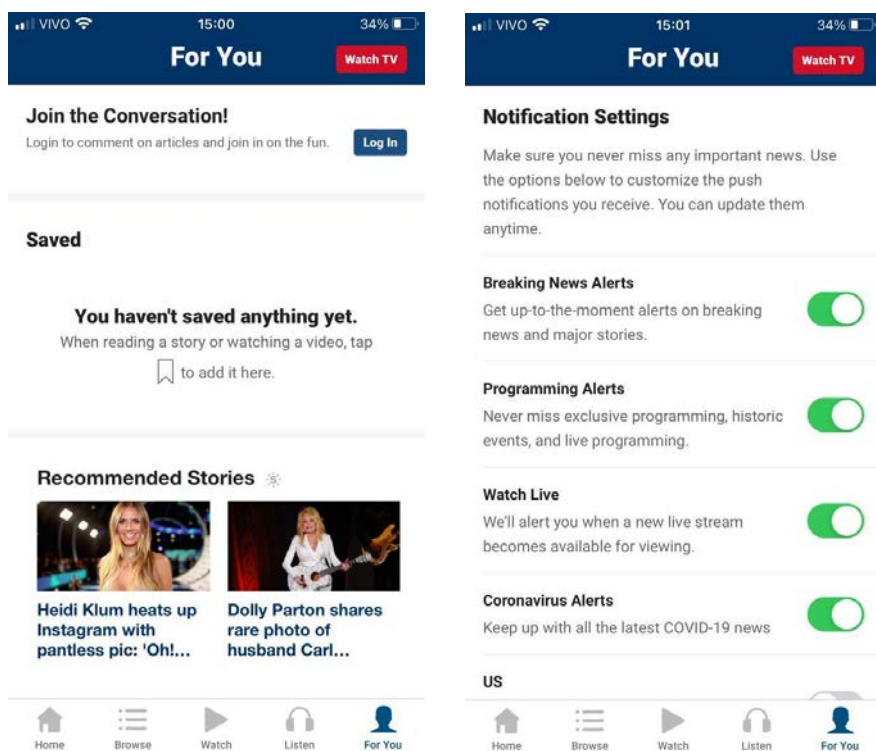 VIVO 15:00 34%
For You
Watch TV
Join the Conversation!
Login to comment on articles and join in on the fun.
Log In
Saved
You haven't saved anything yet.
When reading a story or watching a video, tap
to add it here.
Recommended Stories
Heidi Klum heats up
Instagram with
pantless pic: 'Oh!...
Dolly Parton shares
rare photo of
husband Carl...
Home Browse Watch Listen For You
VIVO 15:01 34%
For You
Watch TV
Notification Settings
Make sure you never miss any important news. Use
the options below to customize the push
notifications you receive. You can update them
anytime.
Breaking News Alerts
Get up-to-the-moment alerts on breaking
news and major stories.
Programming Alerts
Never miss exclusive programming, historic
events, and live programming.
Watch Live
We'll alert you when a new live stream
becomes available for viewing.
Coronavirus Alerts
Keep up with all the latest COVID-19 news
US
Home Browse Watch Listen For You